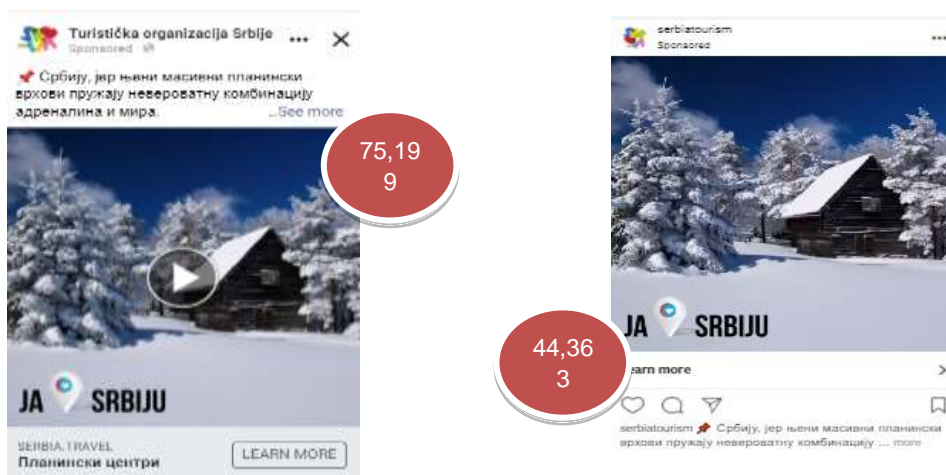 Turistička organizacija Srbije
Sponsored
Србију, јер њени масивни планински
врхови пружају невероватну комбинацију
адреналина и мира. ...See more
75,19
9
JA SRBIJU
SERBIA.TRAVEL
Планински центри
LEARN MORE
serbiatourism
Sponsored
JA SRBIJU
44,36
3
earn more
serbiatourism Србију, јер њени масивни планински
врхови пружају невероватну комбинацију ... more